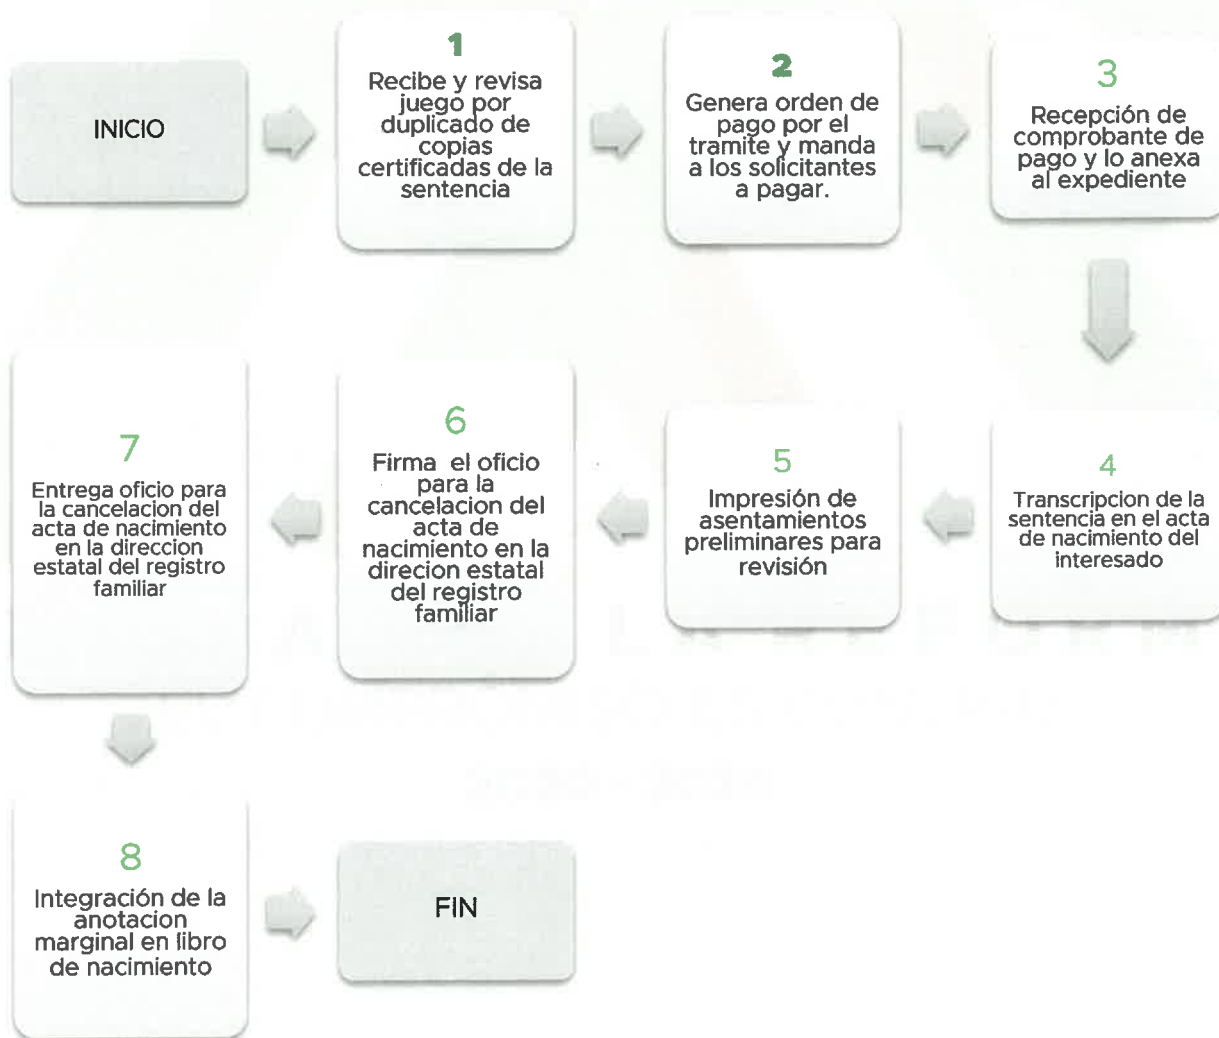 INICIO
1
Recibe y revisa
juego por
duplicado de
copias
certificadas de la
sentencia
2
Genera orden de
pago por el
tramite y manda
a los solicitantes
a pagar.
3
Recepción de
comprobante de
pago y lo anexa
al expediente
4
Transcripcion de la
sentencia en el acta
de nacimiento del
interesado
5
Impresión de
asentamientos
preliminares para
revisión
6
Firma el oficio
para la
cancelacion del
acta de
nacimiento en la
direcion estatal
del registro
familiar
7
Entrega oficio para
la cancelacion del
acta de nacimiento
en la direccion
estatal del registro
familiar
8
Integración de la
anotacion
marginal en libro
de nacimiento
FIN